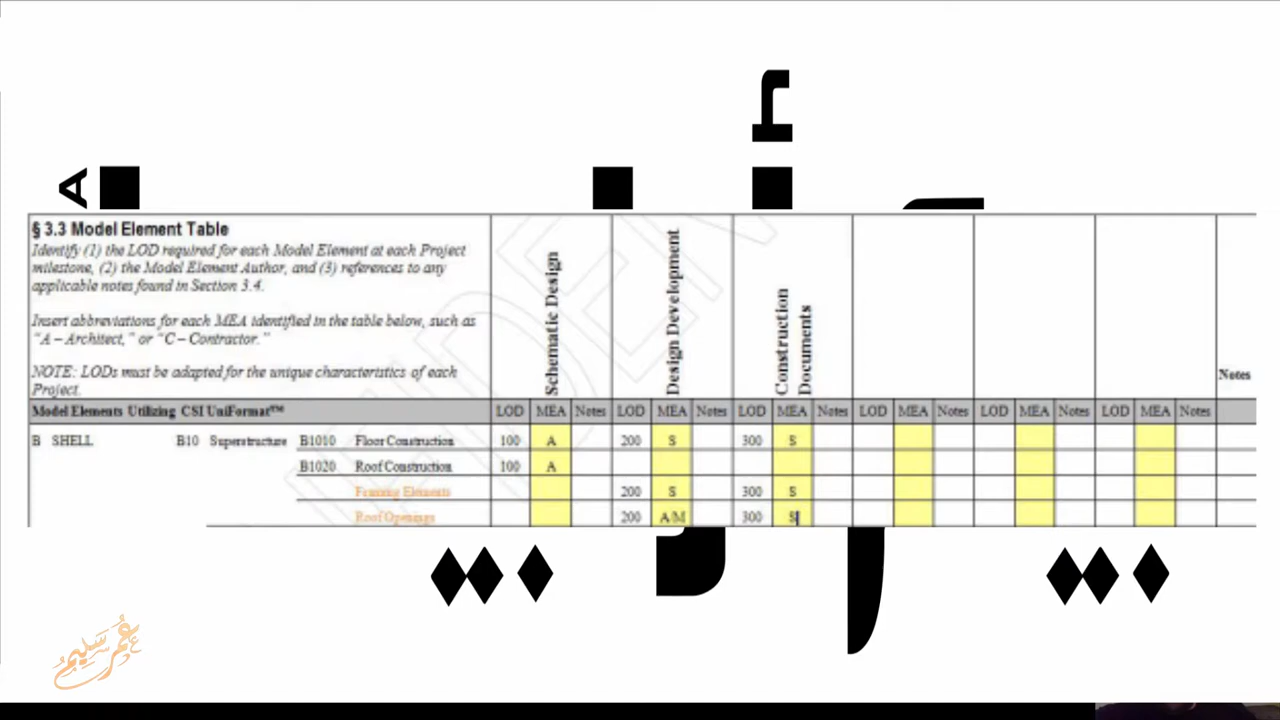 A
§ 3.3 Model Element Table
Identify (1) the LOD required for each Model Element at each Project
milestone, (2) the Model Element Author, and (3) references to any
applicable notes found in Section 3.4.
Insert abbreviations for each MEA identified in the table below, such as
"A – Architect," or "C – Contractor."
NOTE: LODs must be adapted for the unique characteristics of each
Project.
Schematic Design
Design Development
Construction
Documents
Notes
Model Elements Utilizing CSI UniFormat™ LOD MEA Notes LOD MEA Notes LOD MEA Notes LOD MEA Notes LOD MEA Notes LOD MEA Notes
B SHELL B10 Superstructure B1010 Floor Construction 100 A 200 S 300 S
B1020 Roof Construction 100 A
Framing Elements 200 S 300 S
Roof Openings 200 A/M 300 S
عمر سليم